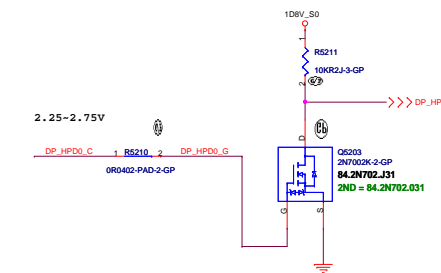 1D8V_S0
1
R5211
10KR2J-3-GP
2
DP_HP
2.25~2.75V
DP_HPD0_C
1
R5210
2
DP_HPD0_G
0R0402-PAD-2-GP
D
Q5203
2N7002K-2-GP
84.2N702.J31
2ND = 84.2N702.031
G
S